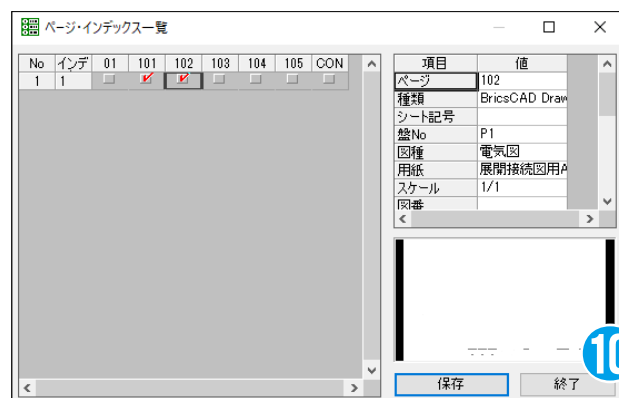 ページ・インデックス一覧
No インデ 01 101 102 103 104 105 CON
1 1
項目 値
ページ 102
種類 BricsCAD Draw
シート記号
盤No P1
図種 電気図
用紙 展開接続図用A
スケール 1/1
図番
保存 終了
10